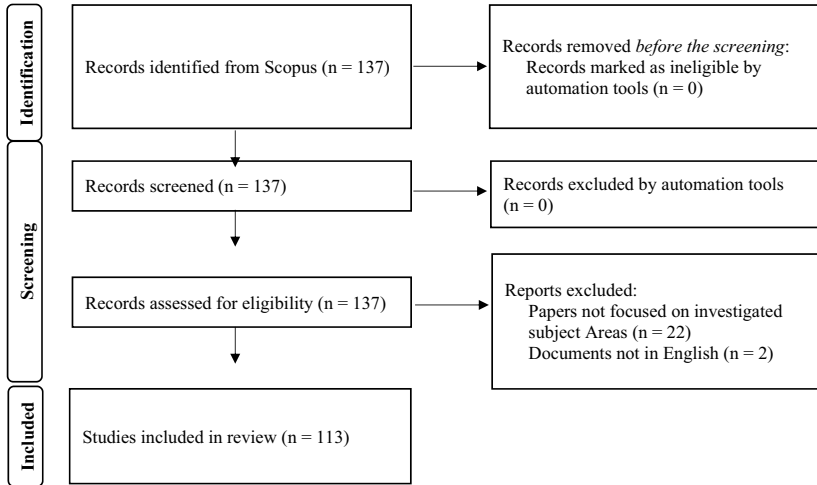 Identification
Records identified from Scopus (n = 137)
Records removed before the screening:
Records marked as ineligible by
automation tools (n = 0)
Screening
Records screened (n = 137)
Records excluded by automation tools
(n = 0)
Records assessed for eligibility (n = 137)
Reports excluded:
Papers not focused on investigated
subject Areas (n = 22)
Documents not in English (n = 2)
Included
Studies included in review (n = 113)